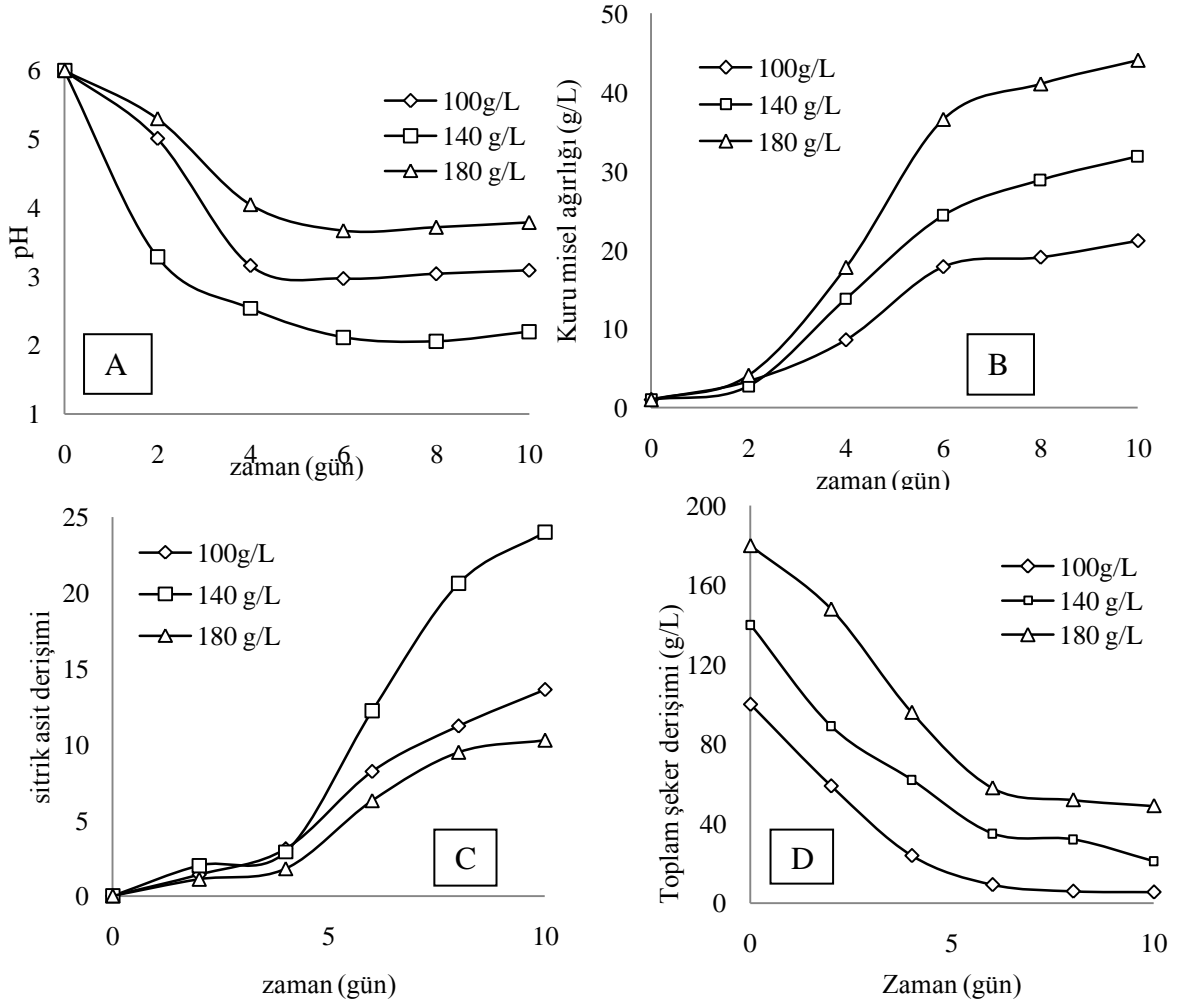 pH
6
5
4
3
2
1
100g/L
140 g/L
180 g/L
A
0 2 4 6 8 10
zaman (gün)
Kuru misel ağırlığı (g/L)
50
40
30
20
10
0
100g/L
140 g/L
180 g/L
B
0 2 4 6 8 10
zaman (gün)
sitrik asit derişimi
25
20
15
10
5
0
100g/L
140 g/L
180 g/L
C
0 5 10
zaman (gün)
Toplam şeker derişimi (g/L)
200
160
120
80
40
0
100g/L
140 g/L
180 g/L
D
0 5 10
Zaman (gün)